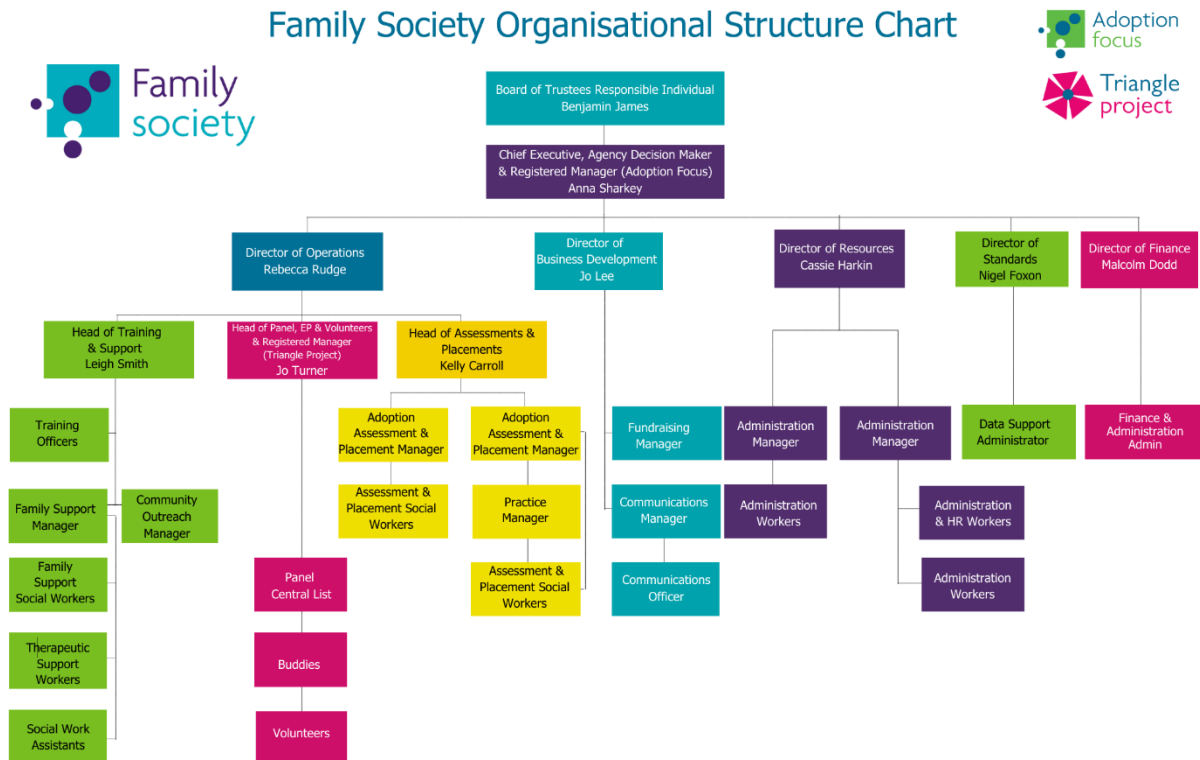 Family Society Organisational Structure Chart
Adoption
focus
Family
society
Triangle
project
Board of Trustees Responsible Individual
Benjamin James
Chief Executive, Agency Decision Maker
& Registered Manager (Adoption Focus)
Anna Sharkey
Director of Operations
Rebecca Rudge
Director of
Business Development
Jo Lee
Director of Resources
Cassie Harkin
Director of
Standards
Nigel Foxon
Director of Finance
Malcolm Dodd
Head of Training
& Support
Leigh Smith
Head of Panel, EP & Volunteers
& Registered Manager
(Triangle Project)
Jo Turner
Head of Assessments &
Placements
Kelly Carroll
Training
Officers
Adoption
Assessment &
Placement Manager
Adoption
Assessment &
Placement Manager
Fundraising
Manager
Administration
Manager
Administration
Manager
Data Support
Administrator
Finance &
Administration
Admin
Family Support
Manager
Community
Outreach
Manager
Assessment &
Placement Social
Workers
Practice
Manager
Communications
Manager
Administration
Workers
Administration
& HR Workers
Family
Support
Social Workers
Panel
Central List
Assessment &
Placement Social
Workers
Communications
Officer
Administration
Workers
Therapeutic
Support
Workers
Buddies
Social Work
Assistants
Volunteers